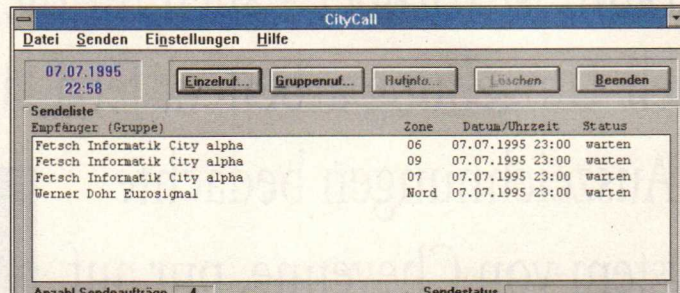 CityCall
Datei Senden Einstellungen Hilfe
07.07.1995
22:58
Einzelruf... Gruppenruf... Rufinfo... Löschen Beenden
Sendeliste
Empfänger (Gruppe) Zone Datum/Uhrzeit Status
Fetsch Informatik City alpha 06 07.07.1995 23:00 warten
Fetsch Informatik City alpha 09 07.07.1995 23:00 warten
Fetsch Informatik City alpha 07 07.07.1995 23:00 warten
Werner Dohr Eurosignal Nord 07.07.1995 23:00 warten
Anzahl Sendeaufträge 4 Sendestatus